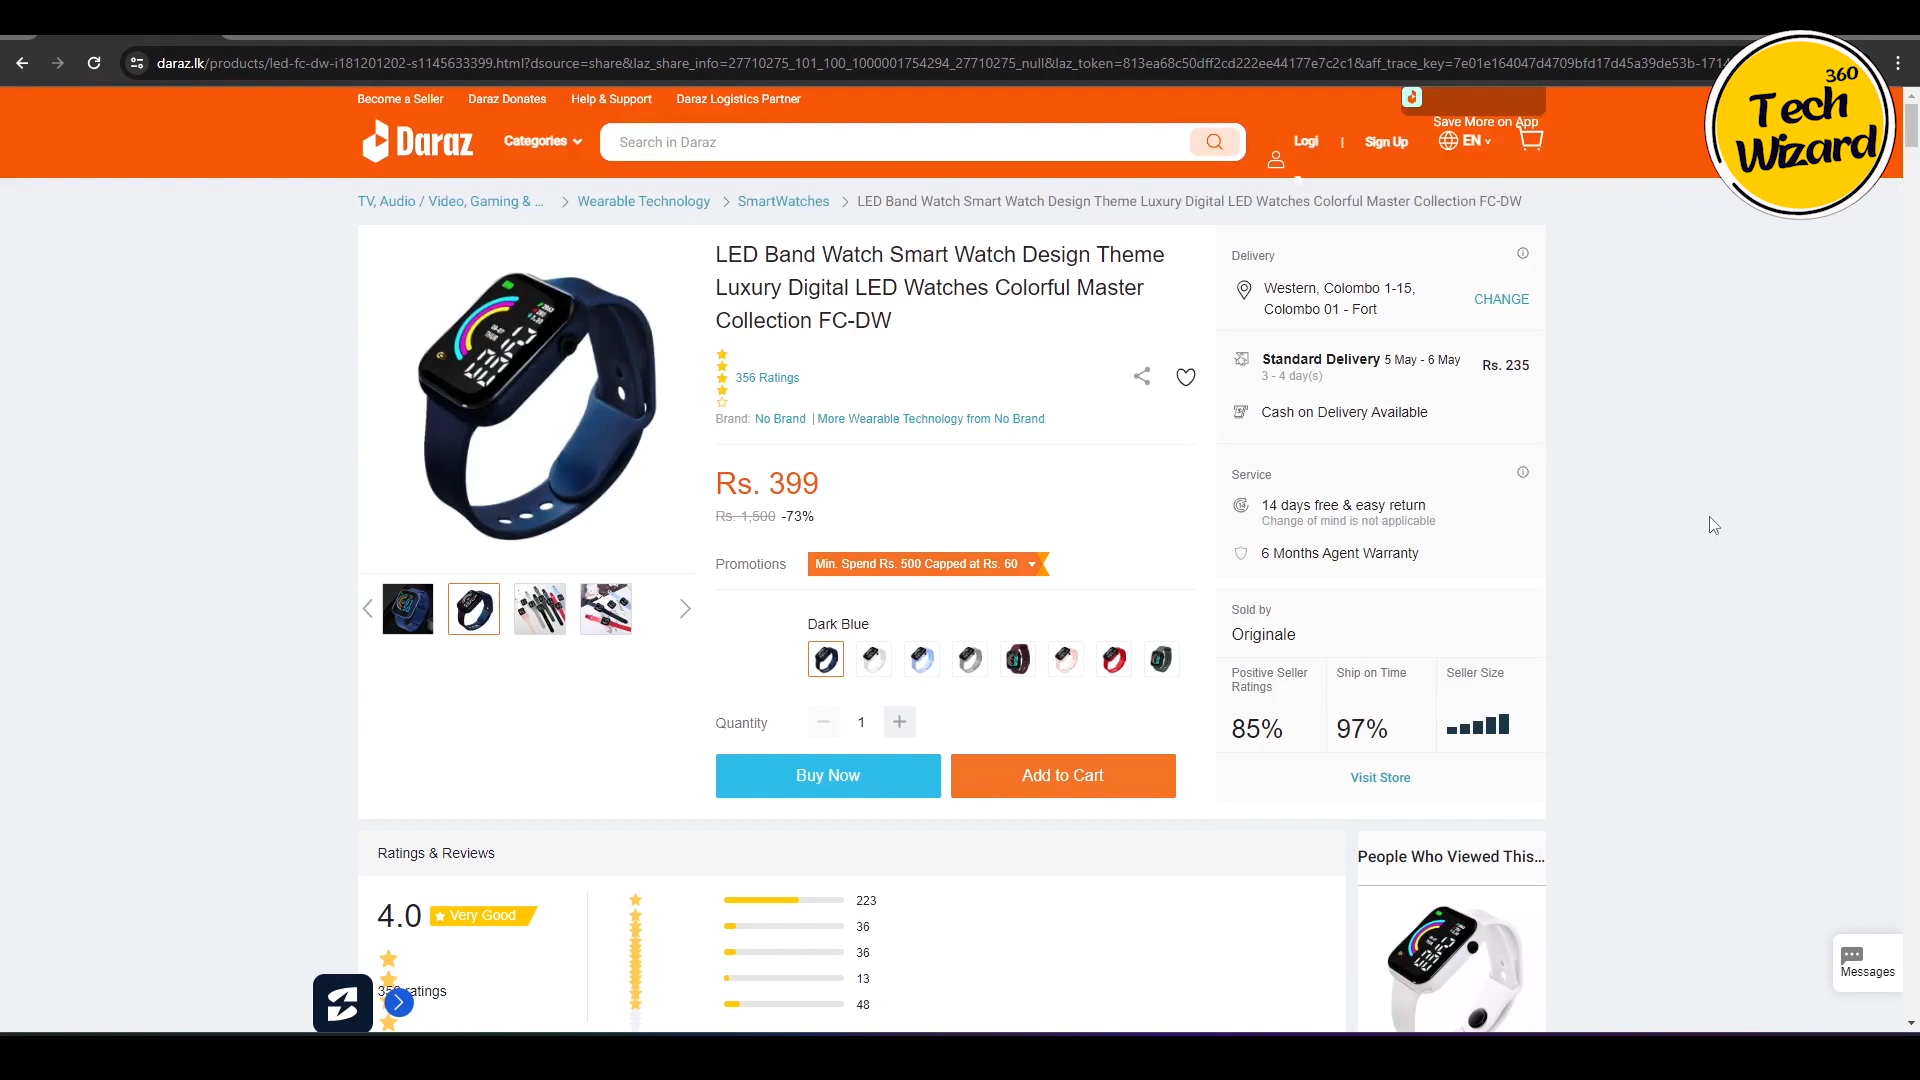 daraz.lk/products/led-fc-dw-i181201202-s1145633399.html?dsource=share&laz_share_info=27710275_101_100_1000001754294_27710275_null&laz_token=813ea68c50dff2cd222ee44177e7c2c1&aff_trace_key=7e01e164047d4709bfd17d45a39de53b-1714
360
Tech
Wizard
Become a Seller
Daraz Donates
Help & Support
Daraz Logistics Partner
Save More on App
Daraz
Categories
Search in Daraz
Logi
|
Sign Up
EN
TV, Audio / Video, Gaming & ...
Wearable Technology
SmartWatches
LED Band Watch Smart Watch Design Theme Luxury Digital LED Watches Colorful Master Collection FC-DW
LED Band Watch Smart Watch Design Theme
Luxury Digital LED Watches Colorful Master
Collection FC-DW
356 Ratings
Brand: No Brand | More Wearable Technology from No Brand
Rs. 399
Rs. 1,500 -73%
Promotions
Min. Spend Rs. 500 Capped at Rs. 60
Dark Blue
Quantity
1
Buy Now
Add to Cart
Delivery
Western, Colombo 1-15,
Colombo 01 - Fort
CHANGE
Standard Delivery 5 May - 6 May
Rs. 235
3 - 4 day(s)
Cash on Delivery Available
Service
14 days free & easy return
Change of mind is not applicable
6 Months Agent Warranty
Sold by
Originale
Positive Seller
Ratings
Ship on Time
Seller Size
85%
97%
Visit Store
Ratings & Reviews
4.0
Very Good
ratings
223
36
36
13
48
People Who Viewed This...
Messages